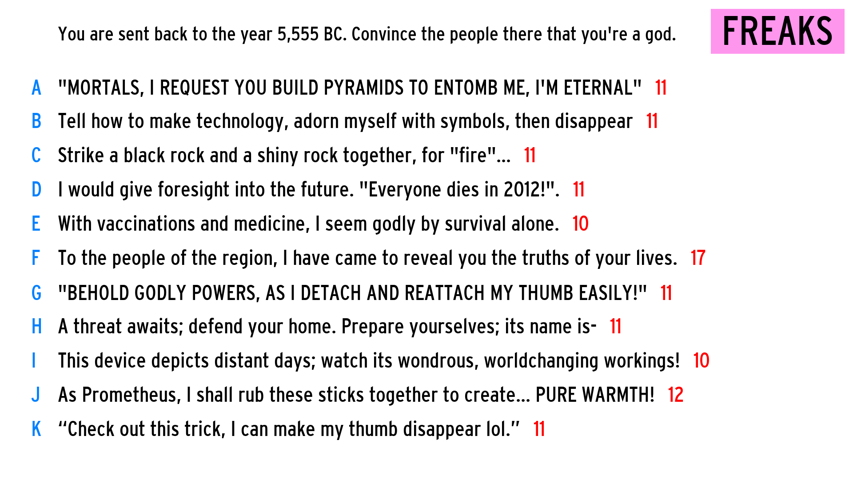 You are sent back to the year 5,555 BC. Convince the people there that you're a god.
FREAKS
A "MORTALS, I REQUEST YOU BUILD PYRAMIDS TO ENTOMB ME, I'M ETERNAL" 11
B Tell how to make technology, adorn myself with symbols, then disappear 11
C Strike a black rock and a shiny rock together, for "fire"... 11
D I would give foresight into the future. "Everyone dies in 2012!". 11
E With vaccinations and medicine, I seem godly by survival alone. 10
F To the people of the region, I have came to reveal you the truths of your lives. 17
G "BEHOLD GODLY POWERS, AS I DETACH AND REATTACH MY THUMB EASILY!" 11
H A threat awaits; defend your home. Prepare yourselves; its name is- 11
I This device depicts distant days; watch its wondrous, worldchanging workings! 10
J As Prometheus, I shall rub these sticks together to create... PURE WARMTH! 12
K “Check out this trick, I can make my thumb disappear lol.” 11